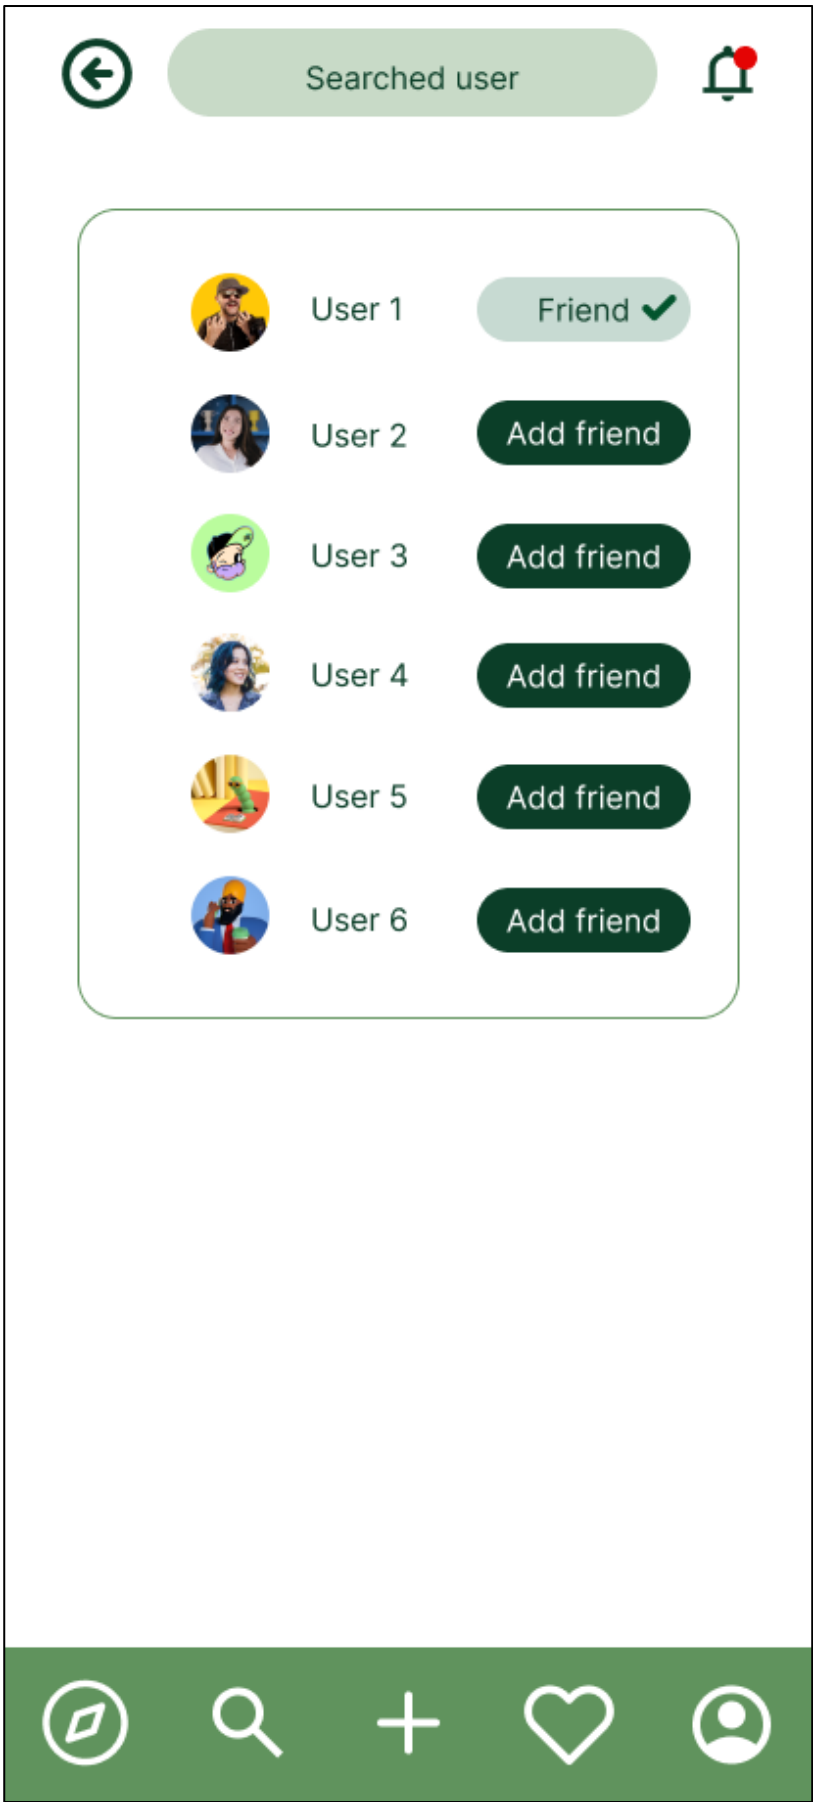 Searched user
User 1 Friend
User 2 Add friend
User 3 Add friend
User 4 Add friend
User 5 Add friend
User 6 Add friend